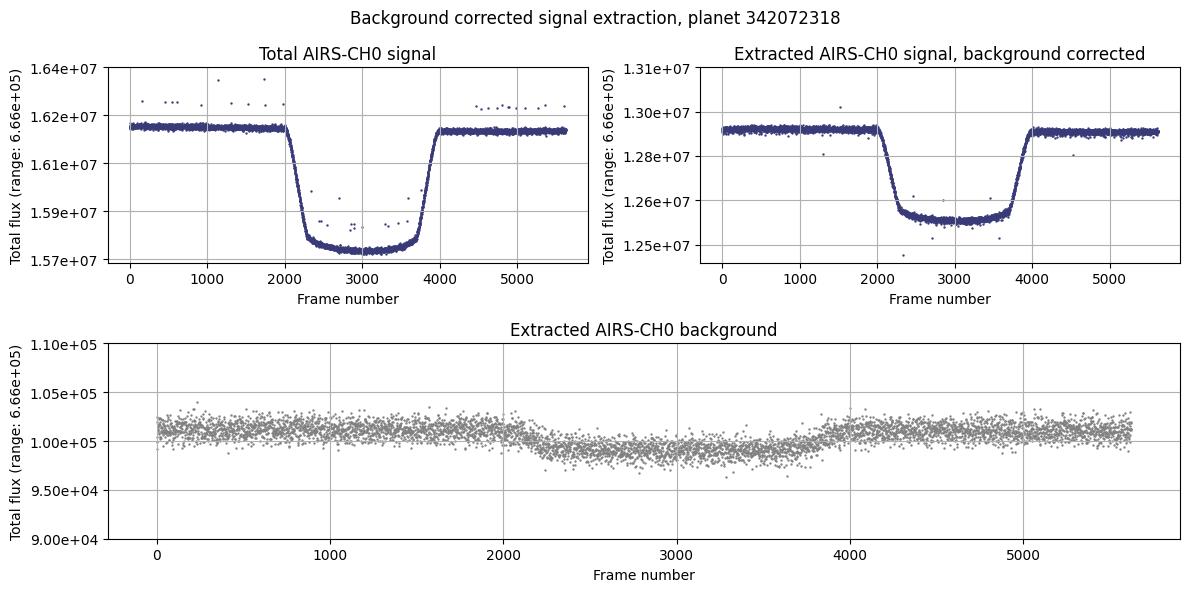 Background corrected signal extraction, planet 342072318
Total AIRS-CH0 signal
Total flux (range: 6.66e+05)
1.64e+07
1.62e+07
1.61e+07
1.59e+07
1.57e+07
0 1000 2000 3000 4000 5000
Frame number
Extracted AIRS-CH0 signal, background corrected
Total flux (range: 6.66e+05)
1.31e+07
1.30e+07
1.28e+07
1.26e+07
1.25e+07
0 1000 2000 3000 4000 5000
Frame number
Extracted AIRS-CH0 background
Total flux (range: 6.66e+05)
1.10e+05
1.05e+05
1.00e+05
9.50e+04
9.00e+04
0 1000 2000 3000 4000 5000
Frame number